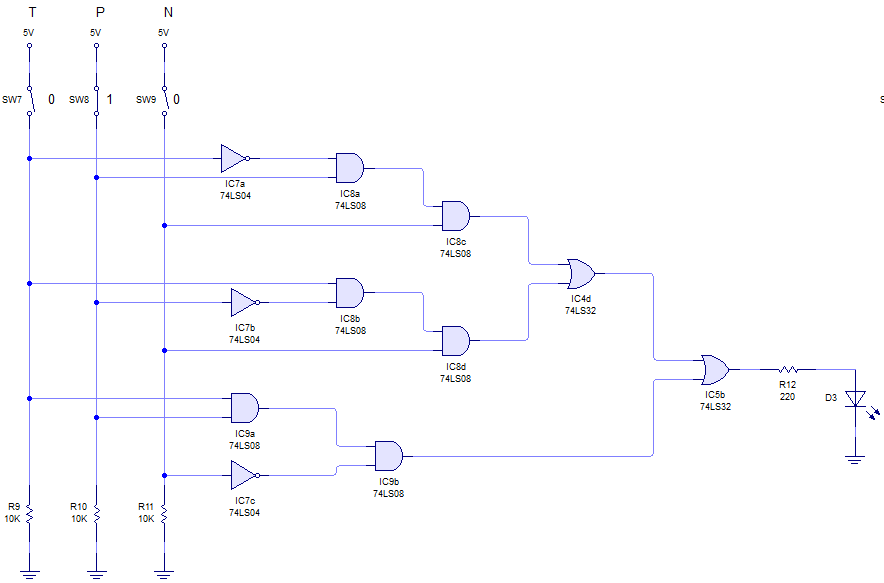 T P N
5V 5V 5V
SW7 0 SW8 1 SW9 0
S
IC7a
74LS04
IC8a
74LS08
IC8c
74LS08
IC4d
74LS32
IC7b
74LS04
IC8b
74LS08
IC8d
74LS08
IC5b
74LS32
R12
220
D3
IC9a
74LS08
IC9b
74LS08
IC7c
74LS04
R9
10K
R10
10K
R11
10K